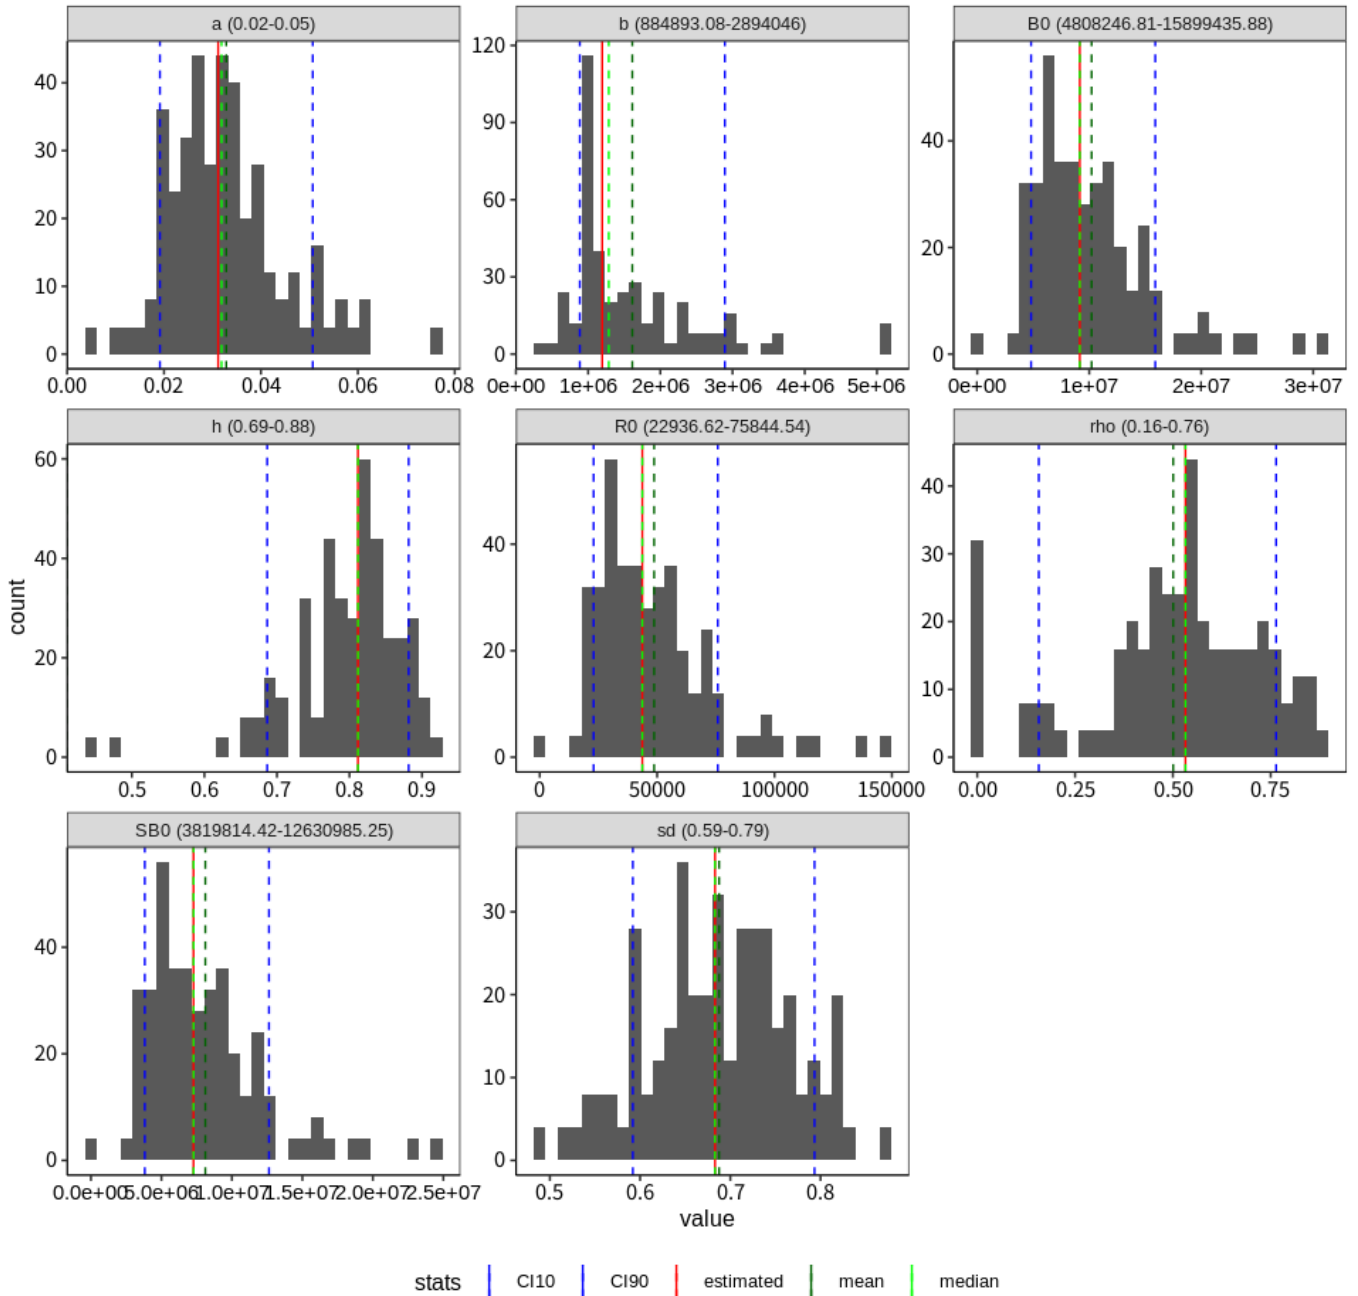 a (0.02-0.05)
b (884893.08-2894046)
B0 (4808246.81-15899435.88)
40
30
20
10
0
0.00 0.02 0.04 0.06 0.08
120
90
60
30
0
0e+00 1e+06 2e+06 3e+06 4e+06 5e+06
40
20
0
0e+00 1e+07 2e+07 3e+07
h (0.69-0.88)
R0 (22936.62-75844.54)
rho (0.16-0.76)
count
60
40
20
0
0.5 0.6 0.7 0.8 0.9
40
20
0
0 50000 100000 150000
40
30
20
10
0
0.00 0.25 0.50 0.75
SB0 (3819814.42-12630985.25)
sd (0.59-0.79)
40
20
0
0.0e+00 5.0e+06 1.0e+07 1.5e+07 2.0e+07 2.5e+07
30
20
10
0
0.5 0.6 0.7 0.8
value
stats CI10 CI90 estimated mean median